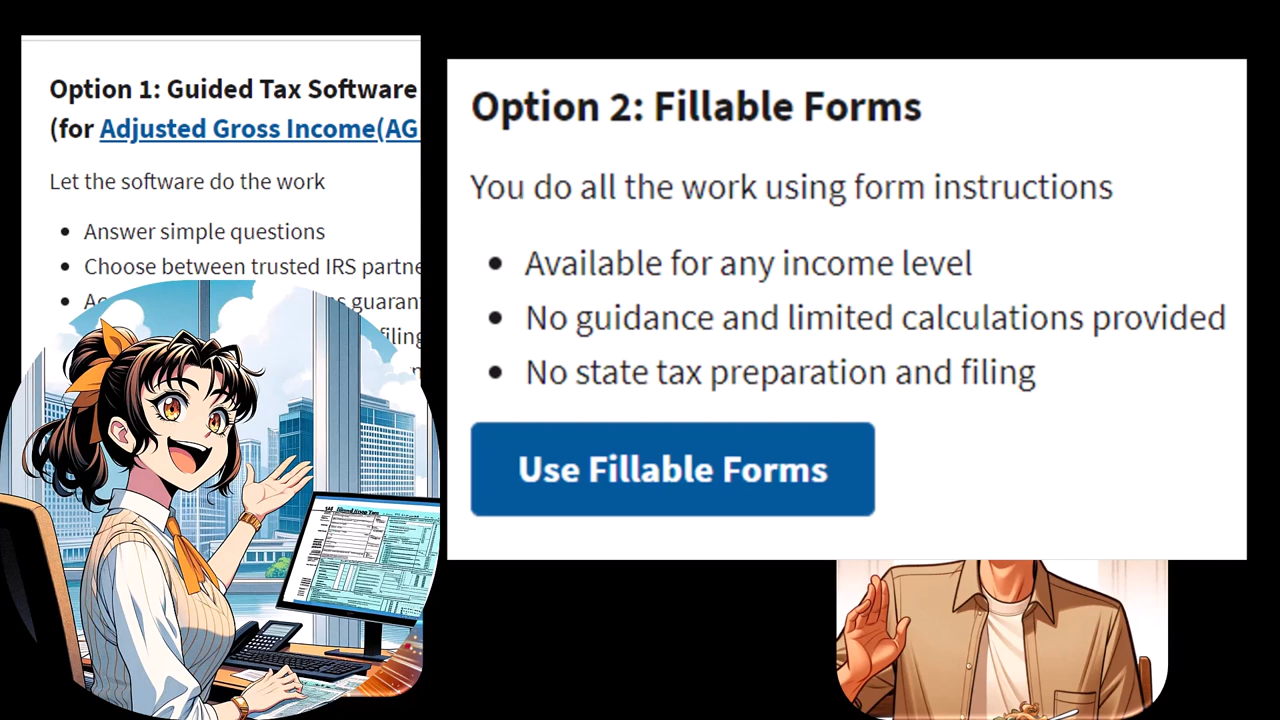 Option 1: Guided Tax Software
(for Adjusted Gross Income(AG
Let the software do the work
• Answer simple questions
• Choose between trusted IRS partne
guarant
filing
Option 2: Fillable Forms
You do all the work using form instructions
• Available for any income level
• No guidance and limited calculations provided
• No state tax preparation and filing
Use Fillable Forms